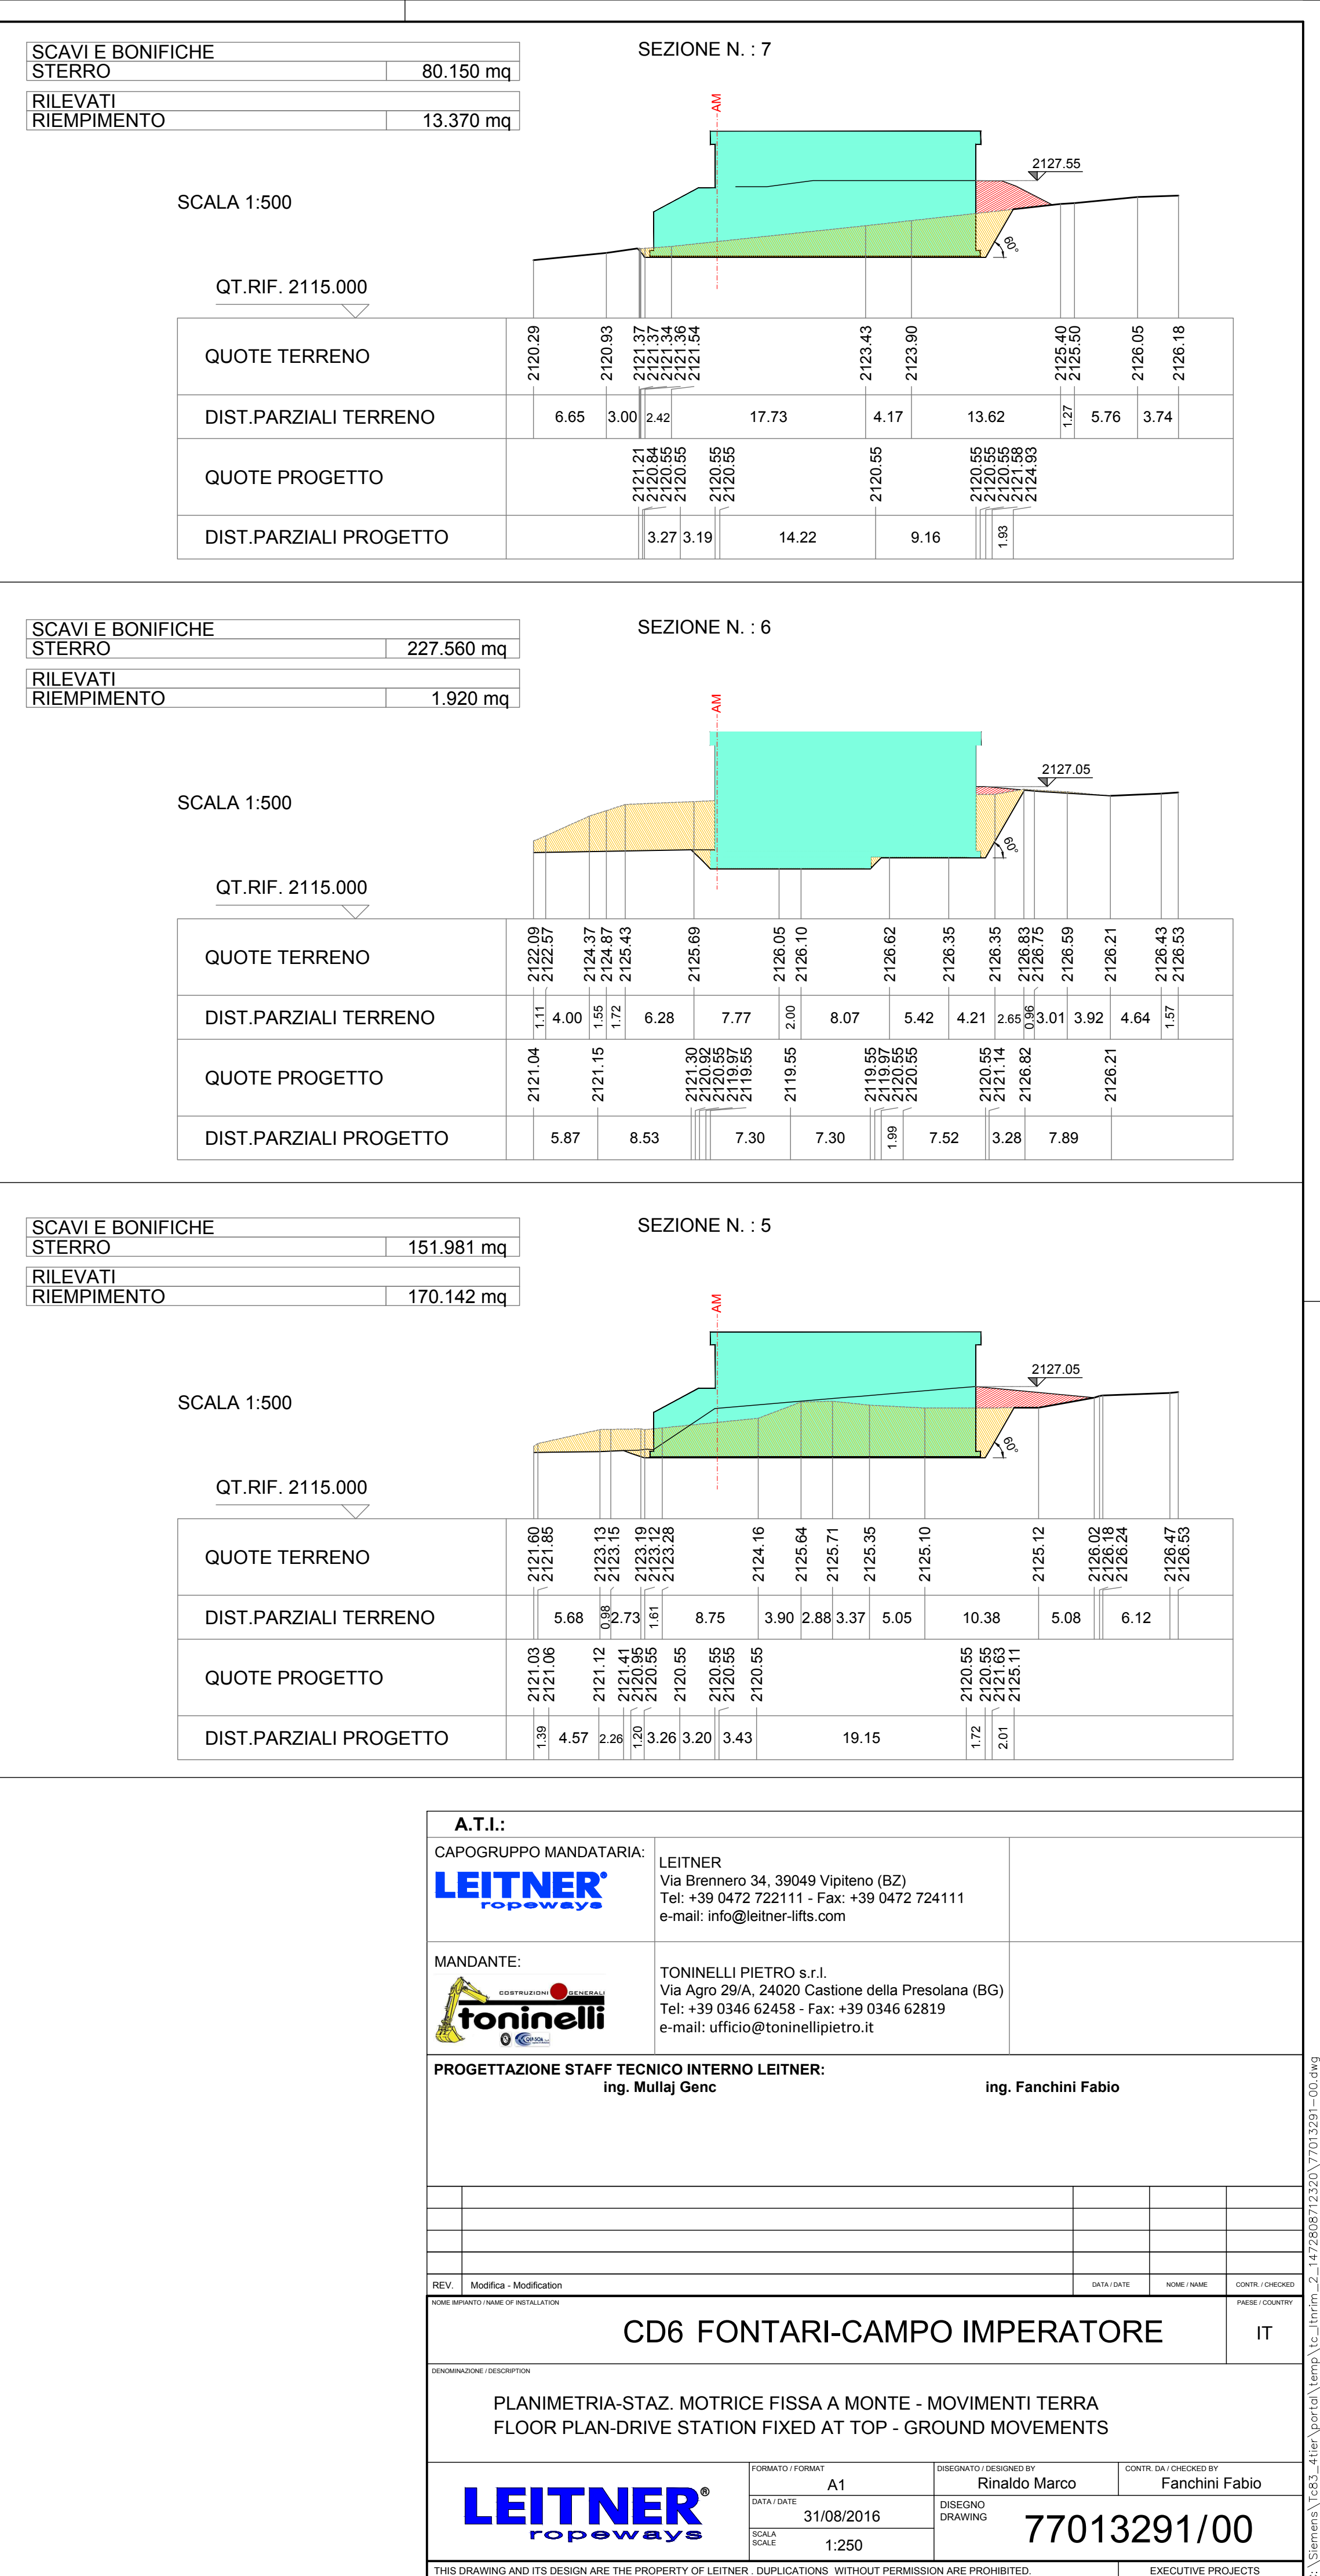 SEZIONE N. : 7
SCAVI E BONIFICHE
STERRO 80.150 mq
RILEVATI
RIEMPIMENTO 13.370 mq
AM
2127.55
60°
SCALA 1:500
QT.RIF. 2115.000
QUOTE TERRENO 2120.29 2120.93 2121.37 2121.37 2121.34 2121.36 2121.54 2123.43 2123.90 2125.40 2125.50 2126.05 2126.18
DIST.PARZIALI TERRENO 6.65 3.00 2.42 17.73 4.17 13.62 1.27 5.76 3.74
QUOTE PROGETTO 2121.21 2120.84 2120.55 2120.55 2120.55 2120.55 2120.55 2120.55 2120.55 2120.55 2121.58 2124.93
DIST.PARZIALI PROGETTO 3.27 3.19 14.22 9.16 1.93
SEZIONE N. : 6
SCAVI E BONIFICHE
STERRO 227.560 mq
RILEVATI
RIEMPIMENTO 1.920 mq
AM
2127.05
60°
SCALA 1:500
QT.RIF. 2115.000
QUOTE TERRENO 2122.09 2122.57 2124.37 2124.87 2125.43 2125.69 2126.05 2126.10 2126.62 2126.35 2126.35 2126.83 2126.75 2126.59 2126.21 2126.43 2126.53
DIST.PARZIALI TERRENO 1.11 4.00 1.55 1.72 6.28 7.77 2.00 8.07 5.42 4.21 2.65 0.96 3.01 3.92 4.64 1.57
QUOTE PROGETTO 2121.04 2121.15 2121.30 2120.92 2120.55 2119.97 2119.55 2119.55 2119.55 2119.97 2120.55 2120.55 2120.55 2121.14 2126.82 2126.21
DIST.PARZIALI PROGETTO 5.87 8.53 7.30 7.30 1.99 7.52 3.28 7.89
SEZIONE N. : 5
SCAVI E BONIFICHE
STERRO 151.981 mq
RILEVATI
RIEMPIMENTO 170.142 mq
AM
2127.05
60°
SCALA 1:500
QT.RIF. 2115.000
QUOTE TERRENO 2121.60 2121.85 2123.13 2123.15 2123.19 2123.12 2123.28 2124.16 2125.64 2125.71 2125.35 2125.10 2125.12 2126.02 2126.18 2126.24 2126.47 2126.53
DIST.PARZIALI TERRENO 5.68 0.98 2.73 1.61 8.75 3.90 2.88 3.37 5.05 10.38 5.08 6.12
QUOTE PROGETTO 2121.03 2121.06 2121.12 2121.41 2120.95 2120.55 2120.55 2120.55 2120.55 2120.55 2120.55 2120.55 2121.63 2125.11
DIST.PARZIALI PROGETTO 1.39 4.57 2.26 1.20 3.26 3.20 3.43 19.15 1.72 2.01
A.T.I.:
CAPOGRUPPO MANDATARIA:
LEITNER®
ropeways
LEITNER
Via Brennero 34, 39049 Vipiteno (BZ)
Tel: +39 0472 722111 - Fax: +39 0472 724111
e-mail: info@leitner-lifts.com
MANDANTE:
COSTRUZIONI GENERALI
toninelli
TONINELLI PIETRO s.r.l.
Via Agro 29/A, 24020 Castione della Presolana (BG)
Tel: +39 0346 62458 - Fax: +39 0346 62819
e-mail: ufficio@toninellipietro.it
PROGETTAZIONE STAFF TECNICO INTERNO LEITNER:
ing. Mullaj Genc ing. Fanchini Fabio
REV. Modifica - Modification DATA / DATE NOME / NAME CONTR. / CHECKED
NOME IMPIANTO / NAME OF INSTALLATION PAESE / COUNTRY
CD6 FONTARI-CAMPO IMPERATORE IT
DENOMINAZIONE / DESCRIPTION
PLANIMETRIA-STAZ. MOTRICE FISSA A MONTE - MOVIMENTI TERRA
FLOOR PLAN-DRIVE STATION FIXED AT TOP - GROUND MOVEMENTS
LEITNER®
ropeways
FORMATO / FORMAT
A1
DISEGNATO / DESIGNED BY
Rinaldo Marco
CONTR. DA / CHECKED BY
Fanchini Fabio
DATA / DATE
31/08/2016
SCALA
SCALE
1:250
DISEGNO
DRAWING
77013291/00
THIS DRAWING AND ITS DESIGN ARE THE PROPERTY OF LEITNER . DUPLICATIONS WITHOUT PERMISSION ARE PROHIBITED. EXECUTIVE PROJECTS
:\Siemens\Tc83_4tier\portal\temp\tc_ltnrim_2_1472808712320\77013291-00.dwg